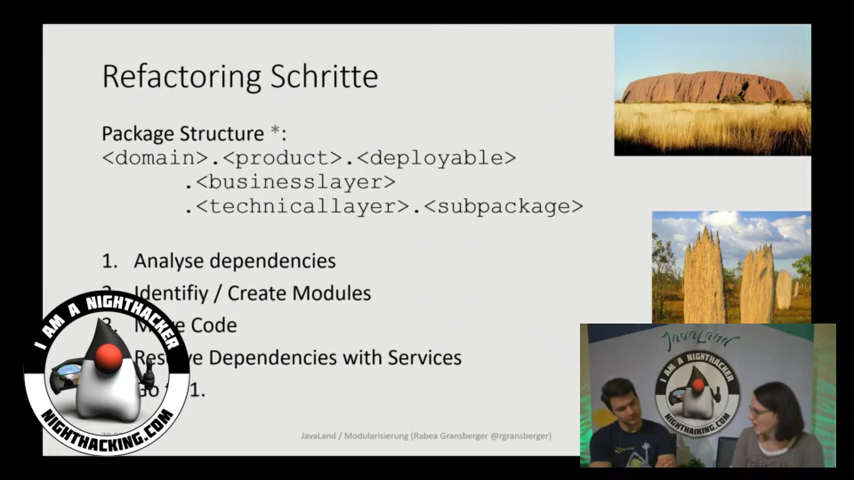 Refactoring Schritte
Package Structure *:
<domain>.<product>.<deployable>
.<businesslayer>
.<technicallayer>.<subpackage>
1. Analyse dependencies
Identifiy / Create Modules
Code
Dependencies with Services
1.
I AM A NIGHTHACKER
NIGHTHACKING.COM
JavaLand / Modularisierung (Rabea Gransberger @rgransberger)
JavaLand
I AM A NIGHTHACKER
NIGHTHACKING.COM